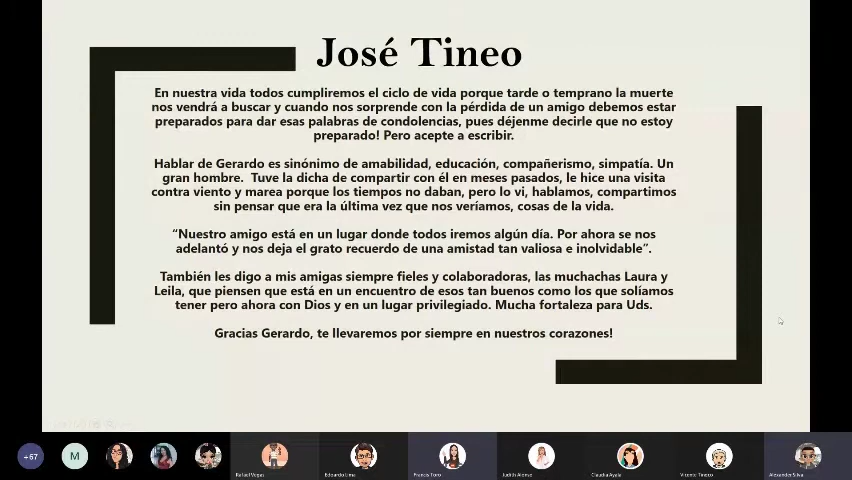 José Tineo
En nuestra vida todos cumpliremos el ciclo de vida porque tarde o temprano la muerte
nos vendrá a buscar y cuando nos sorprende con la pérdida de un amigo debemos estar
preparados para dar esas palabras de condolencias, pues déjenme decirle que no estoy
preparado! Pero acepte a escribir.
Hablar de Gerardo es sinónimo de amabilidad, educación, compañerismo, simpatía. Un
gran hombre. Tuve la dicha de compartir con él en meses pasados, le hice una visita
contra viento y marea porque los tiempos no daban, pero lo vi, hablamos, compartimos
sin pensar que era la última vez que nos veríamos, cosas de la vida.
“Nuestro amigo está en un lugar donde todos iremos algún día. Por ahora se nos
adelantó y nos deja el grato recuerdo de una amistad tan valiosa e inolvidable”.
También les digo a mis amigas siempre fieles y colaboradoras, las muchachas Laura y
Leila, que piensen que está en un encuentro de esos tan buenos como los que solíamos
tener pero ahora con Dios y en un lugar privilegiado. Mucha fortaleza para Uds.
Gracias Gerardo, te llevaremos por siempre en nuestros corazones!
+67
M
Rafael Vegas
Edoardo Lima
Francis Toro
Judith Alonso
Claudia Ayala
Vicente Tinoco
Alexander Silva